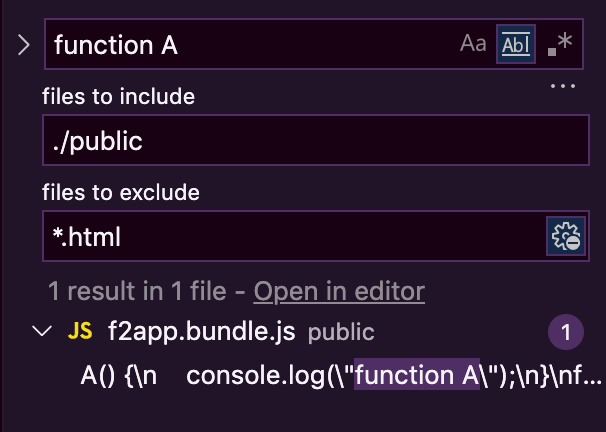 function A Aa Abl .*
files to include
./public
files to exclude
*.html
1 result in 1 file - Open in editor
JS f2app.bundle.js public 1
A() {\n    console.log(\"function A\");\n}\nf...